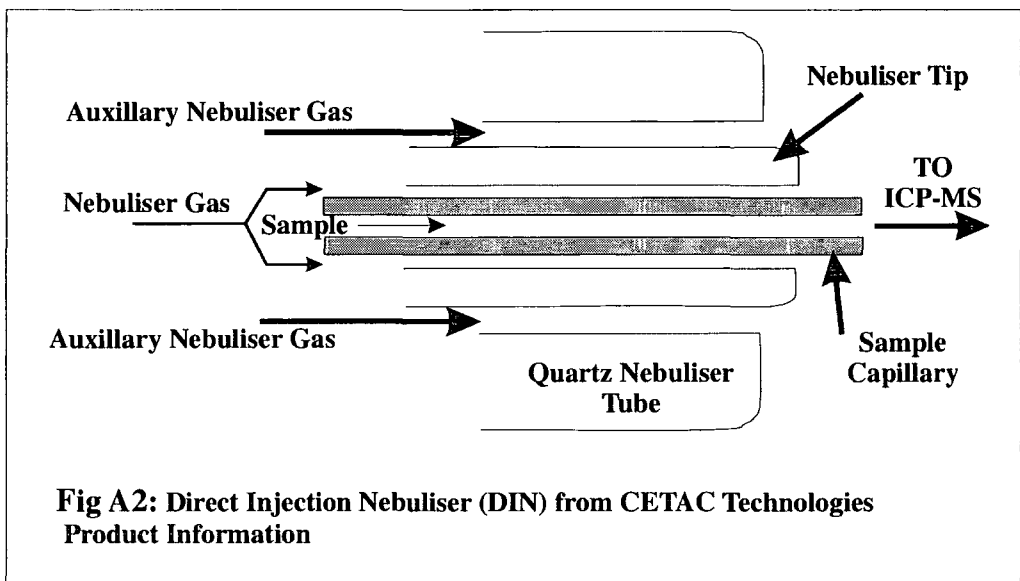 Nebuliser Tip
Auxillary Nebuliser Gas
TO
ICP-MS
Nebuliser Gas
Sample
Auxillary Nebuliser Gas
Sample
Capillary
Quartz Nebuliser
Tube
Fig A2: Direct Injection Nebuliser (DIN) from CETAC Technologies
Product Information